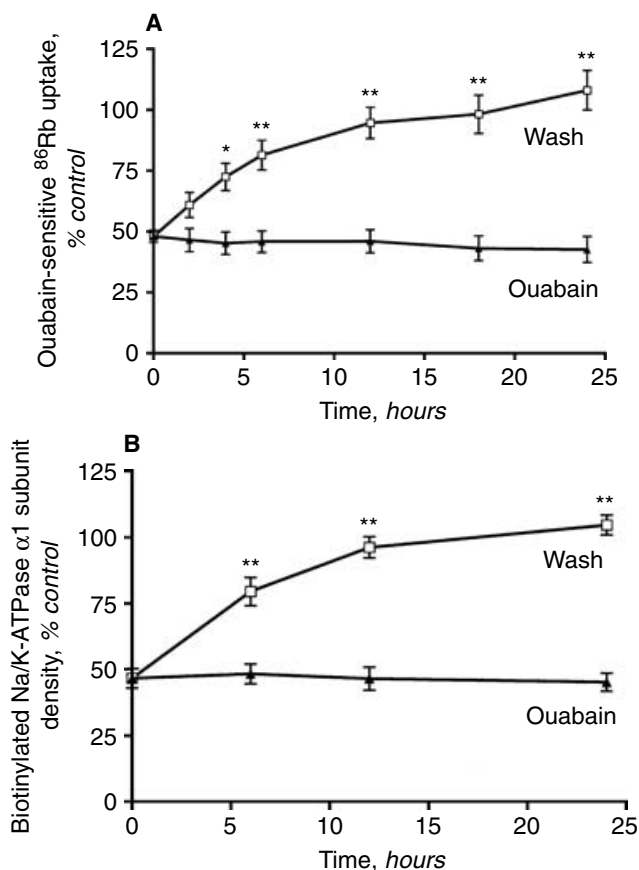 A
Ouabain-sensitive ⁸⁶Rb uptake,
% control
125
100
75
50
25
0
*
**
**
**
**
Wash
Ouabain
0 5 10 15 20 25
Time, hours
B
Biotinylated Na/K-ATPase α1 subunit
density, % control
125
100
75
50
25
0
**
**
**
Wash
Ouabain
0 5 10 15 20 25
Time, hours